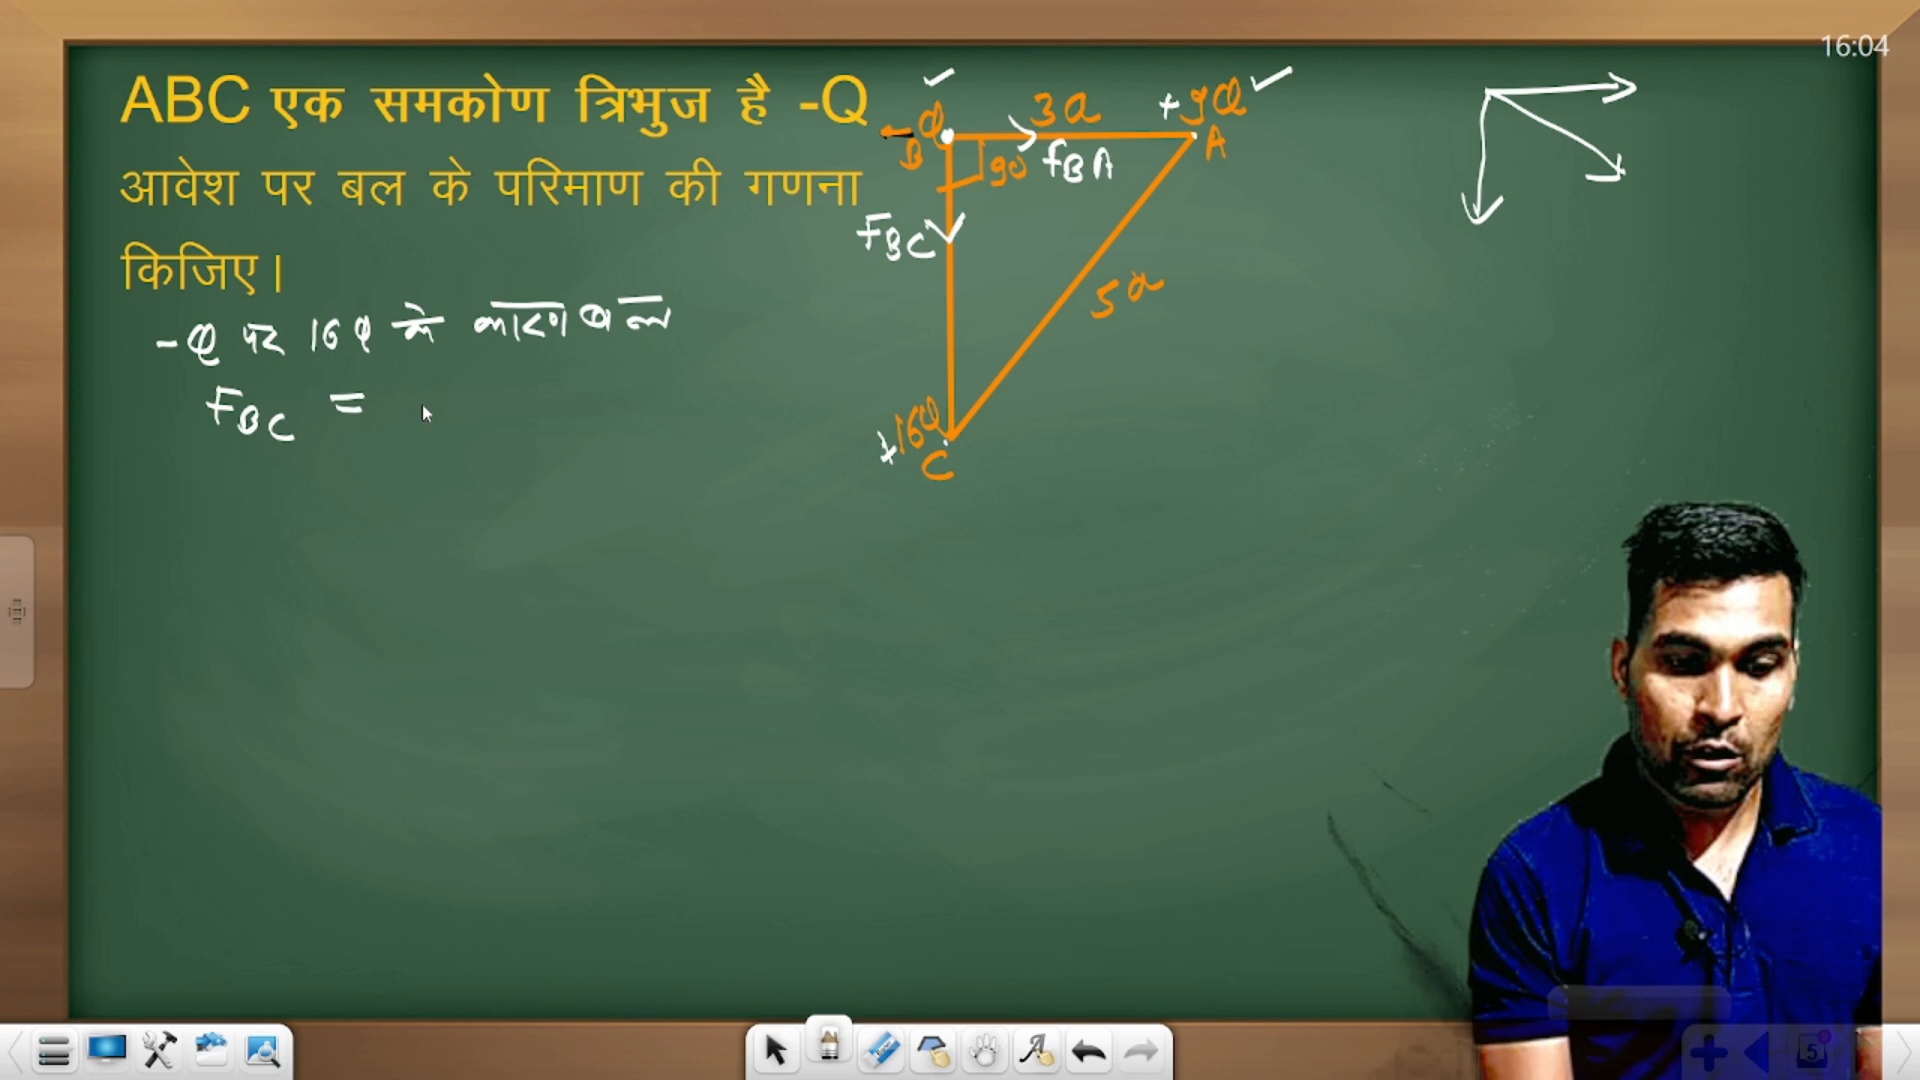 ABC एक समकोण त्रिभुज है -Q
आवेश पर बल के परिमाण की गणना
किजिए।
-Q पर 16Q के कारण बल
FBC =
-Q
B
3a
+9Q
A
90
FBA
FBC
5a
+16Q
C
16:04
5